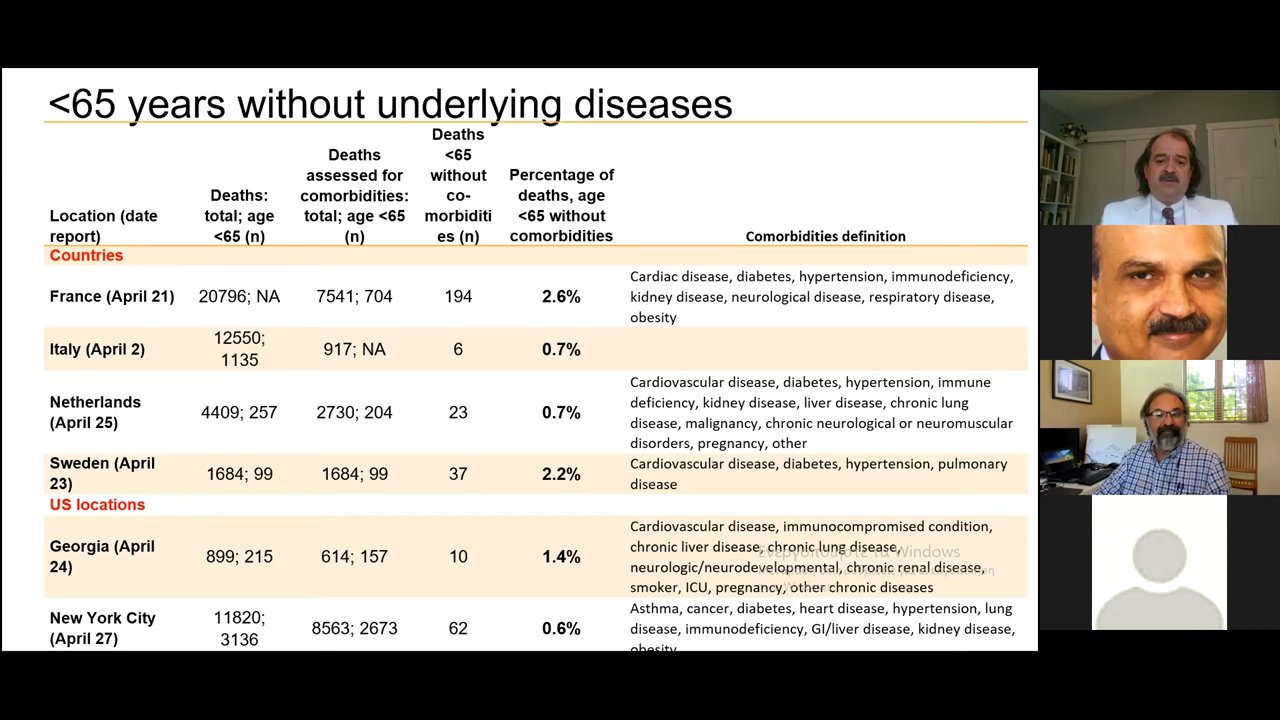 <65 years without underlying diseases
Location (date
report)
Deaths:
total; age
<65 (n)
Deaths
assessed for
comorbidities:
total; age <65
(n)
Deaths
<65
without
co-
morbiditi
es (n)
Percentage of
deaths, age
<65 without
comorbidities
Comorbidities definition
Countries
France (April 21)
20796; NA
7541; 704
194
2.6%
Cardiac disease, diabetes, hypertension, immunodeficiency,
kidney disease, neurological disease, respiratory disease,
obesity
Italy (April 2)
12550;
1135
917; NA
6
0.7%
Netherlands
(April 25)
4409; 257
2730; 204
23
0.7%
Cardiovascular disease, diabetes, hypertension, immune
deficiency, kidney disease, liver disease, chronic lung
disease, malignancy, chronic neurological or neuromuscular
disorders, pregnancy, other
Sweden (April
23)
1684; 99
1684; 99
37
2.2%
Cardiovascular disease, diabetes, hypertension, pulmonary
disease
US locations
Georgia (April
24)
899; 215
614; 157
10
1.4%
Cardiovascular disease, immunocompromised condition,
chronic liver disease, chronic lung disease,
neurologic/neurodevelopmental, chronic renal disease,
smoker, ICU, pregnancy, other chronic diseases
Ενεργοποιήστε τα Windows
New York City
(April 27)
11820;
3136
8563; 2673
62
0.6%
Asthma, cancer, diabetes, heart disease, hypertension, lung
disease, immunodeficiency, GI/liver disease, kidney disease,
obesity